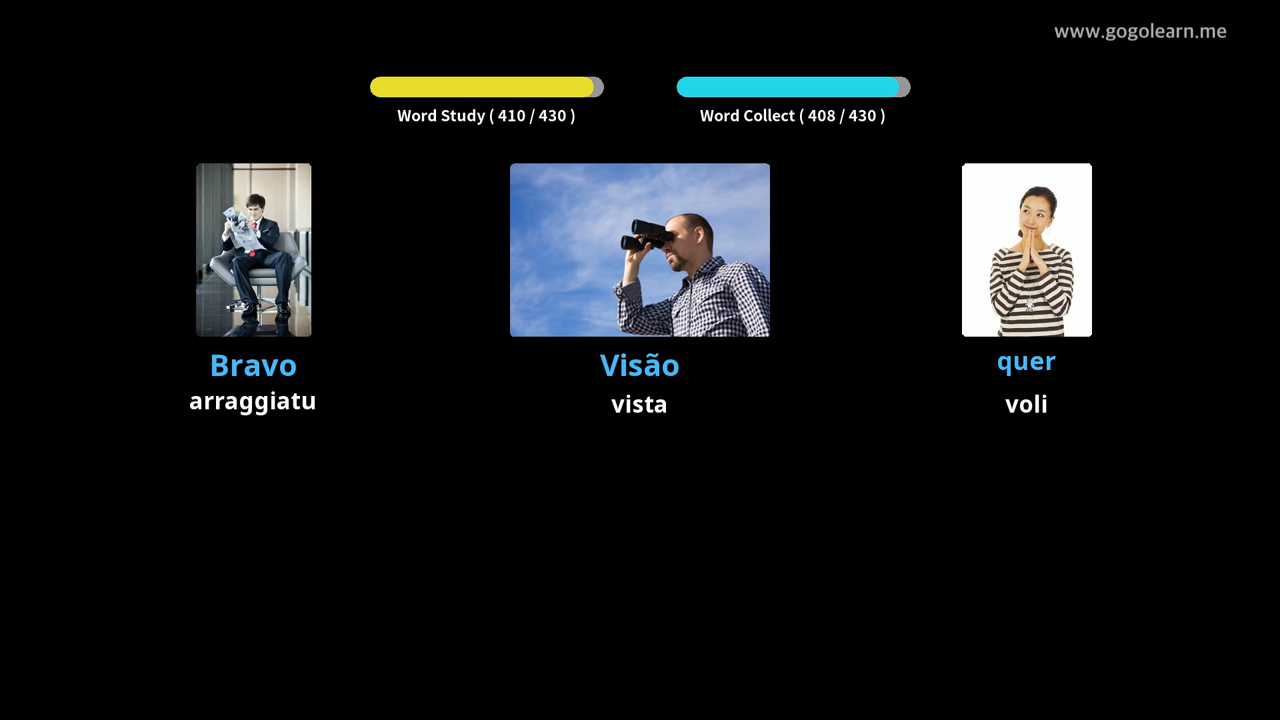 www.gogolearn.me
Word Study ( 410 / 430 )
Word Collect ( 408 / 430 )
Bravo
arraggiatu
Visão
vista
quer
voli